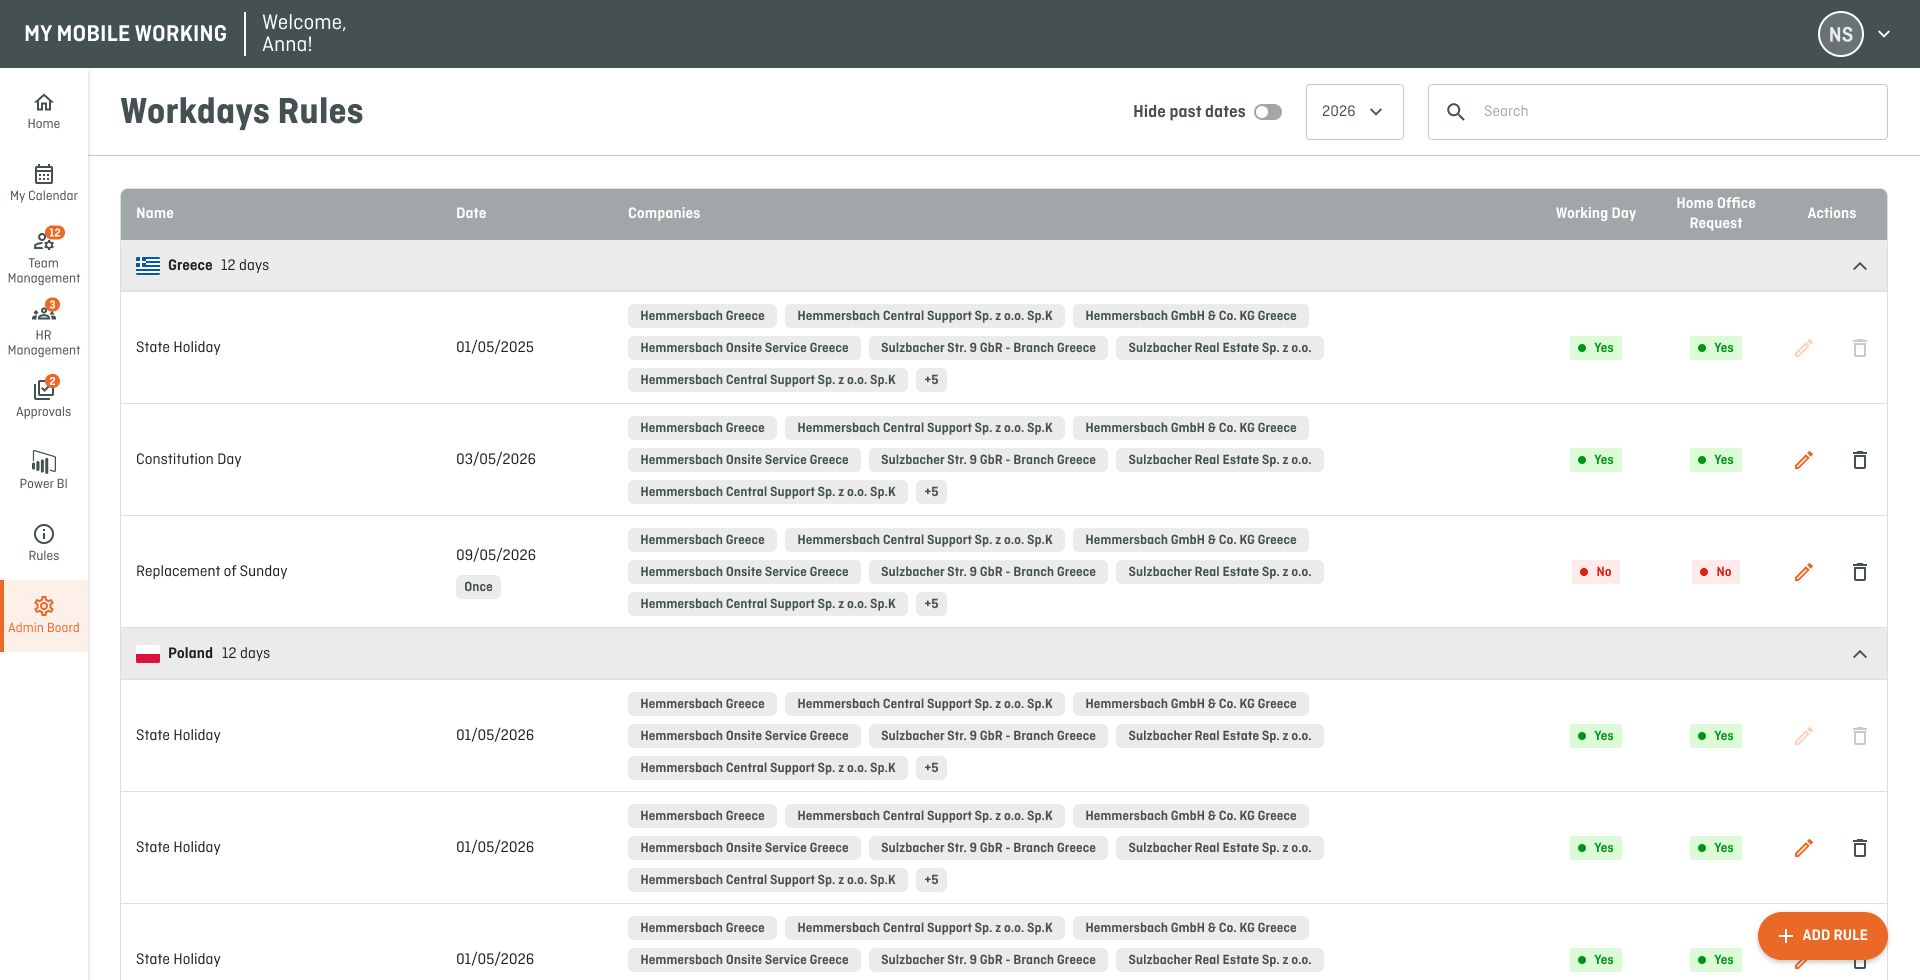 MY MOBILE WORKING
Welcome,
Anna!
NS
Home
My Calendar
12
Team
Management
3
HR
Management
2
Approvals
Power BI
Rules
Admin Board
Workdays Rules
Hide past dates
2026
Search
Name
Date
Companies
Working Day
Home Office
Request
Actions
Greece 12 days
State Holiday
01/05/2025
Hemmersbach Greece
Hemmersbach Central Support Sp. z o.o. Sp.K
Hemmersbach GmbH & Co. KG Greece
Hemmersbach Onsite Service Greece
Sulzbacher Str. 9 GbR - Branch Greece
Sulzbacher Real Estate Sp. z o.o.
Hemmersbach Central Support Sp. z o.o. Sp.K
+5
Yes
Yes
Constitution Day
03/05/2026
Hemmersbach Greece
Hemmersbach Central Support Sp. z o.o. Sp.K
Hemmersbach GmbH & Co. KG Greece
Hemmersbach Onsite Service Greece
Sulzbacher Str. 9 GbR - Branch Greece
Sulzbacher Real Estate Sp. z o.o.
Hemmersbach Central Support Sp. z o.o. Sp.K
+5
Yes
Yes
Replacement of Sunday
09/05/2026
Once
Hemmersbach Greece
Hemmersbach Central Support Sp. z o.o. Sp.K
Hemmersbach GmbH & Co. KG Greece
Hemmersbach Onsite Service Greece
Sulzbacher Str. 9 GbR - Branch Greece
Sulzbacher Real Estate Sp. z o.o.
Hemmersbach Central Support Sp. z o.o. Sp.K
+5
No
No
Poland 12 days
State Holiday
01/05/2026
Hemmersbach Greece
Hemmersbach Central Support Sp. z o.o. Sp.K
Hemmersbach GmbH & Co. KG Greece
Hemmersbach Onsite Service Greece
Sulzbacher Str. 9 GbR - Branch Greece
Sulzbacher Real Estate Sp. z o.o.
Hemmersbach Central Support Sp. z o.o. Sp.K
+5
Yes
Yes
State Holiday
01/05/2026
Hemmersbach Greece
Hemmersbach Central Support Sp. z o.o. Sp.K
Hemmersbach GmbH & Co. KG Greece
Hemmersbach Onsite Service Greece
Sulzbacher Str. 9 GbR - Branch Greece
Sulzbacher Real Estate Sp. z o.o.
Hemmersbach Central Support Sp. z o.o. Sp.K
+5
Yes
Yes
State Holiday
01/05/2026
Hemmersbach Greece
Hemmersbach Central Support Sp. z o.o. Sp.K
Hemmersbach GmbH & Co. KG Greece
Hemmersbach Onsite Service Greece
Sulzbacher Str. 9 GbR - Branch Greece
Sulzbacher Real Estate Sp. z o.o.
Yes
Yes
ADD RULE